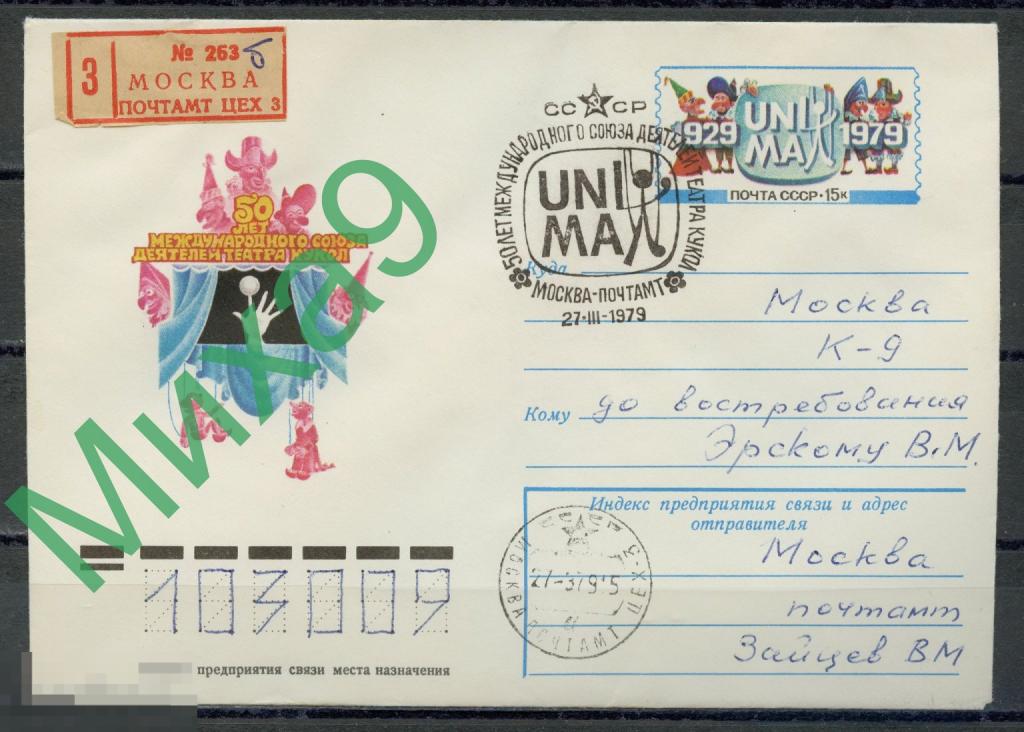 3
№ 253 б
МОСКВА
ПОЧТАМТ ЦЕХ 3
50
ЛЕТ
МЕЖДУНАРОДНОГО СОЮЗА
ДЕЯТЕЛЕЙ ТЕАТРА КУКОЛ
СССР
50 ЛЕТ МЕЖДУНАРОДНОГО СОЮЗА ДЕЯТЕЛЕЙ ТЕАТРА КУКОЛ
UNI
MA
МОСКВА-ПОЧТАМТ
27·III-1979
1929 UNI 1979
MA
ПОЧТА СССР · 15к
Куда
Москва
К-9
Кому до востребования
Эрскому В.М.
Индекс предприятия связи и адрес
отправителя
Москва
почтамт
Зайцев ВМ
СССР
МОСКВА ПОЧТАМТ ЦЕХ-3
103009
предприятия связи места назначения
Миха9